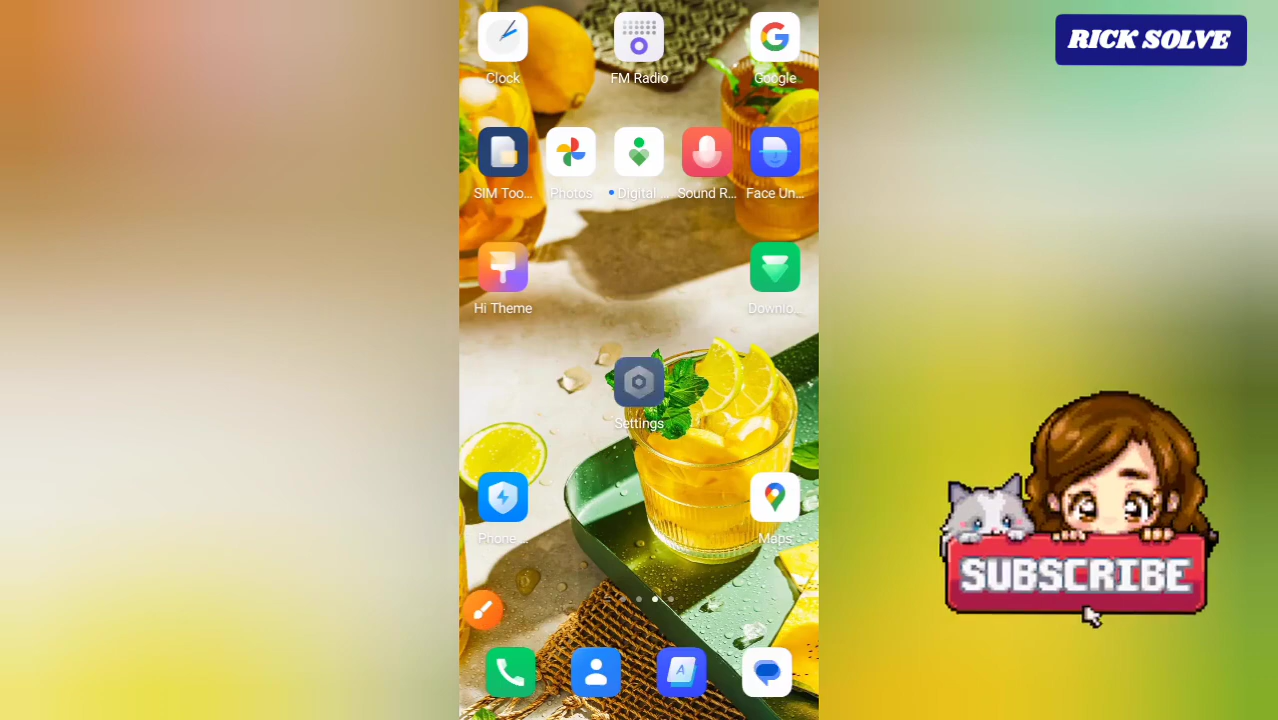 RICK SOLVE
Clock
FM Radio
Google
SIM Too...
Photos
Digital ...
Sound R...
Face Un...
Hi Theme
Downlo...
Settings
Phone ...
Maps
A
SUBSCRIBE